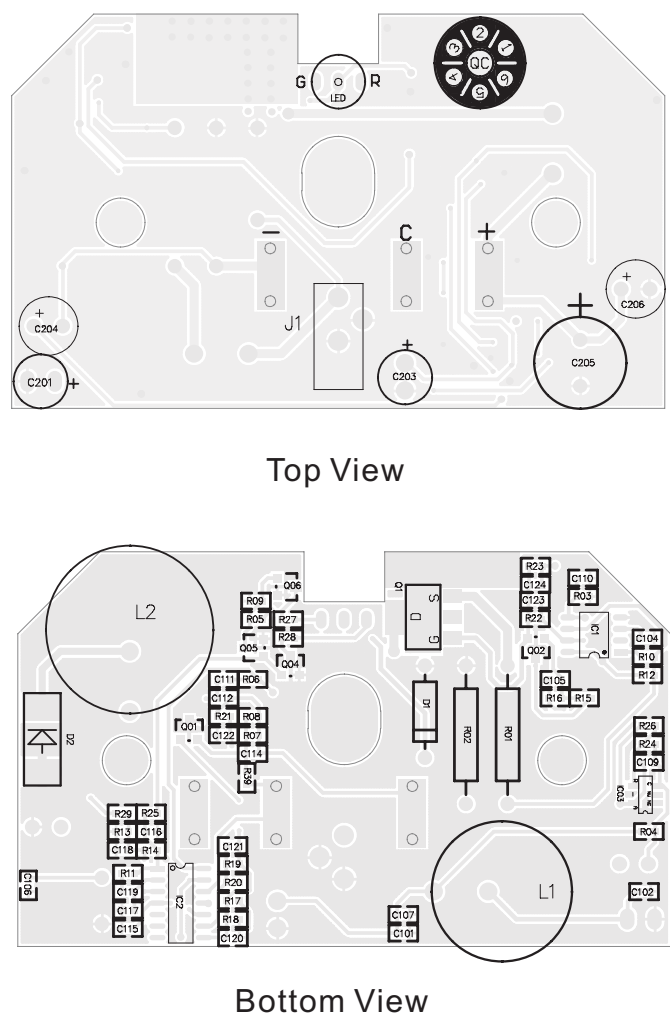 2
3 1
QC
4 6
5
G R
LED
- C +
+
C206
+
+
C204
J1
+
C205
C201 +
C203
Top View
R23
Q06
C124
C110
Q1
R09
C123
R03
S
L2
R05
R27
D
R22
IC1
R28
C104
G
Q05
Q02
R10
Q04
R12
C111 R06
C105
C112
R16 R15
D1
R21 R08
Q01
R26
C122 R07
D2
R02
R01
R24
C114
C109
R39
IC03
R29 R25
R13 C116
R04
C121
C118 R14
R19
R11
C106
R20
C119
L1
C102
R17
IC2
C117
C107
R18
C115
C101
C120
Bottom View